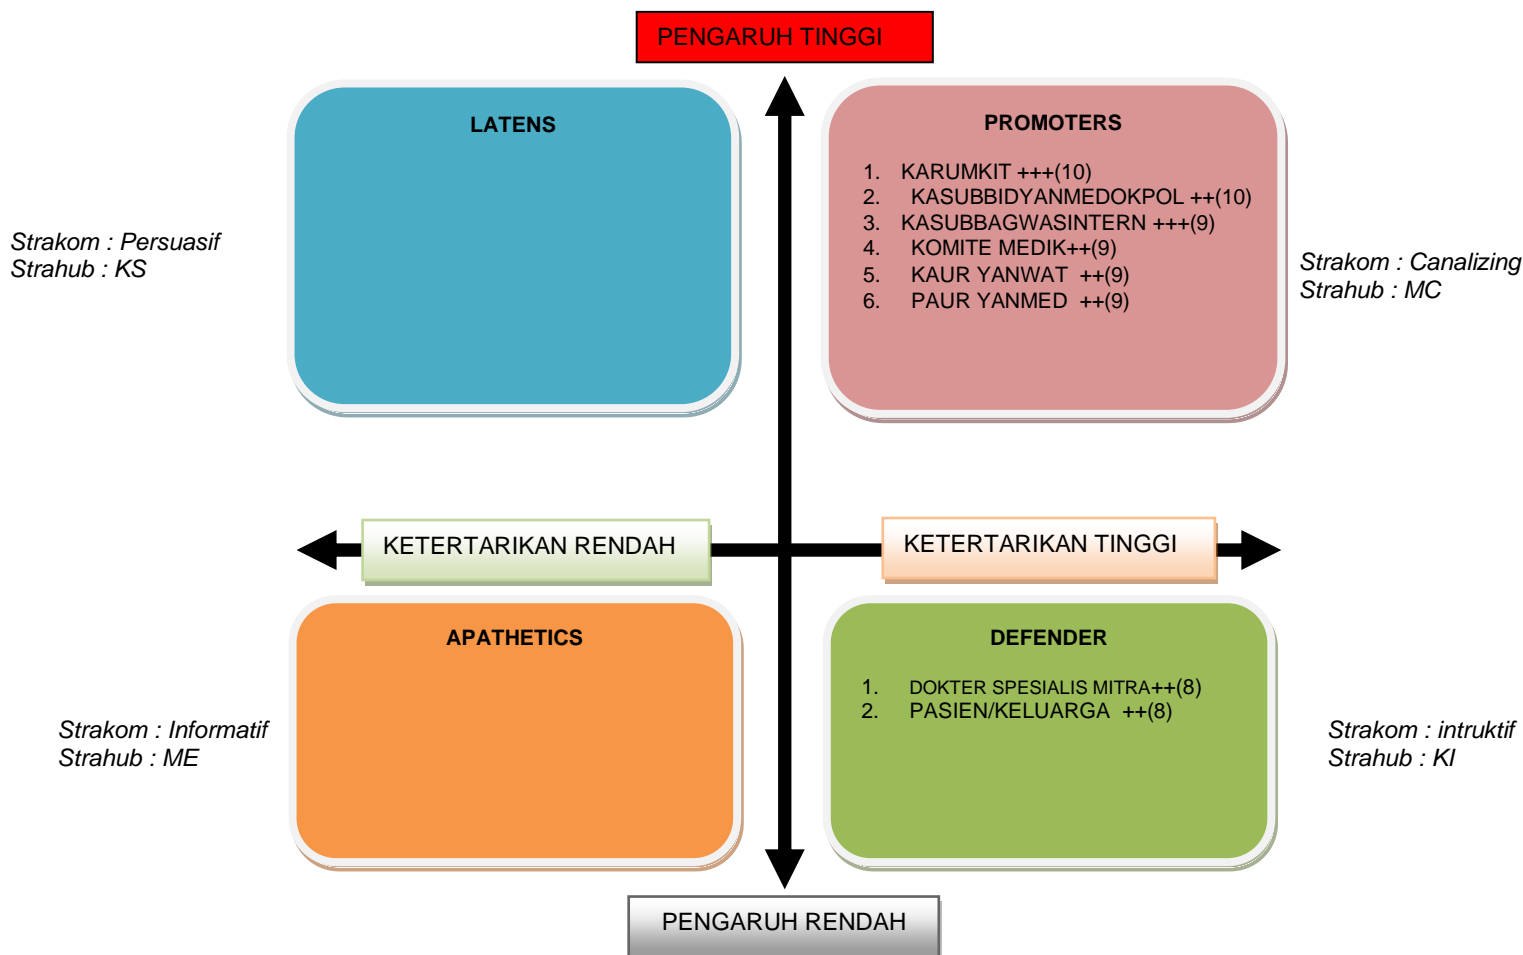 PENGARUH TINGGI
LATENS
PROMOTERS
1. KARUMKIT +++(10)
2. KASUBBIDYANMEDOKPOL ++(10)
3. KASUBBAGWASINTERN +++(9)
4. KOMITE MEDIK++(9)
5. KAUR YANWAT ++(9)
6. PAUR YANMED ++(9)
Strakom : Persuasif
Strahub : KS
Strakom : Canalizing
Strahub : MC
KETERTARIKAN RENDAH
KETERTARIKAN TINGGI
APATHETICS
DEFENDER
1. DOKTER SPESIALIS MITRA++(8)
2. PASIEN/KELUARGA ++(8)
Strakom : Informatif
Strahub : ME
Strakom : intruktif
Strahub : KI
PENGARUH RENDAH